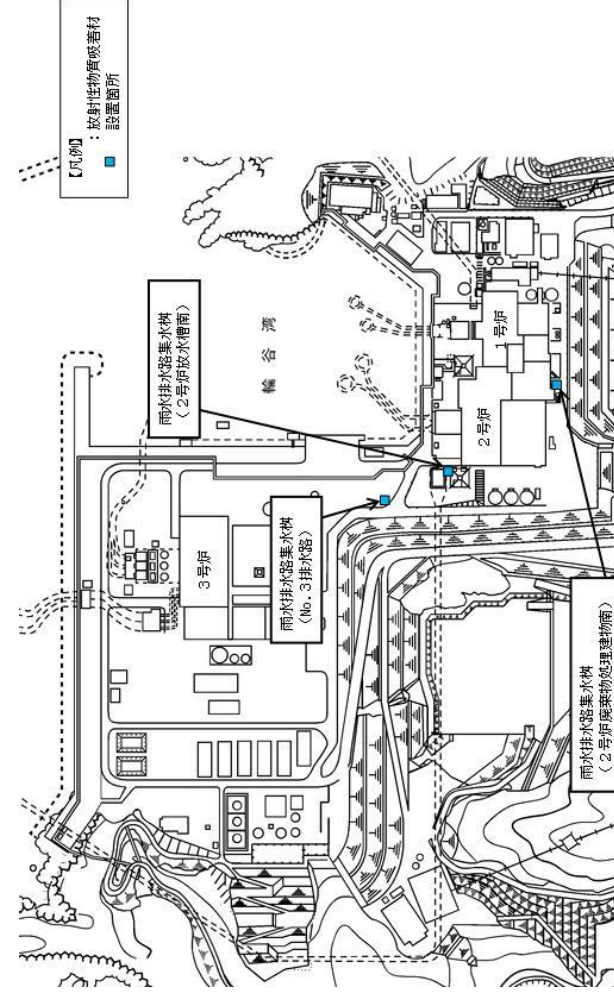 【凡例】
：放射性物質吸着材
設置箇所
雨水排水路集水桝
（2号炉放水槽南）
輪谷湾
1号炉
2号炉
3号炉
雨水排水路集水桝
（No.3排水路）
雨水排水路集水桝
（2号炉廃棄物処理建物南）